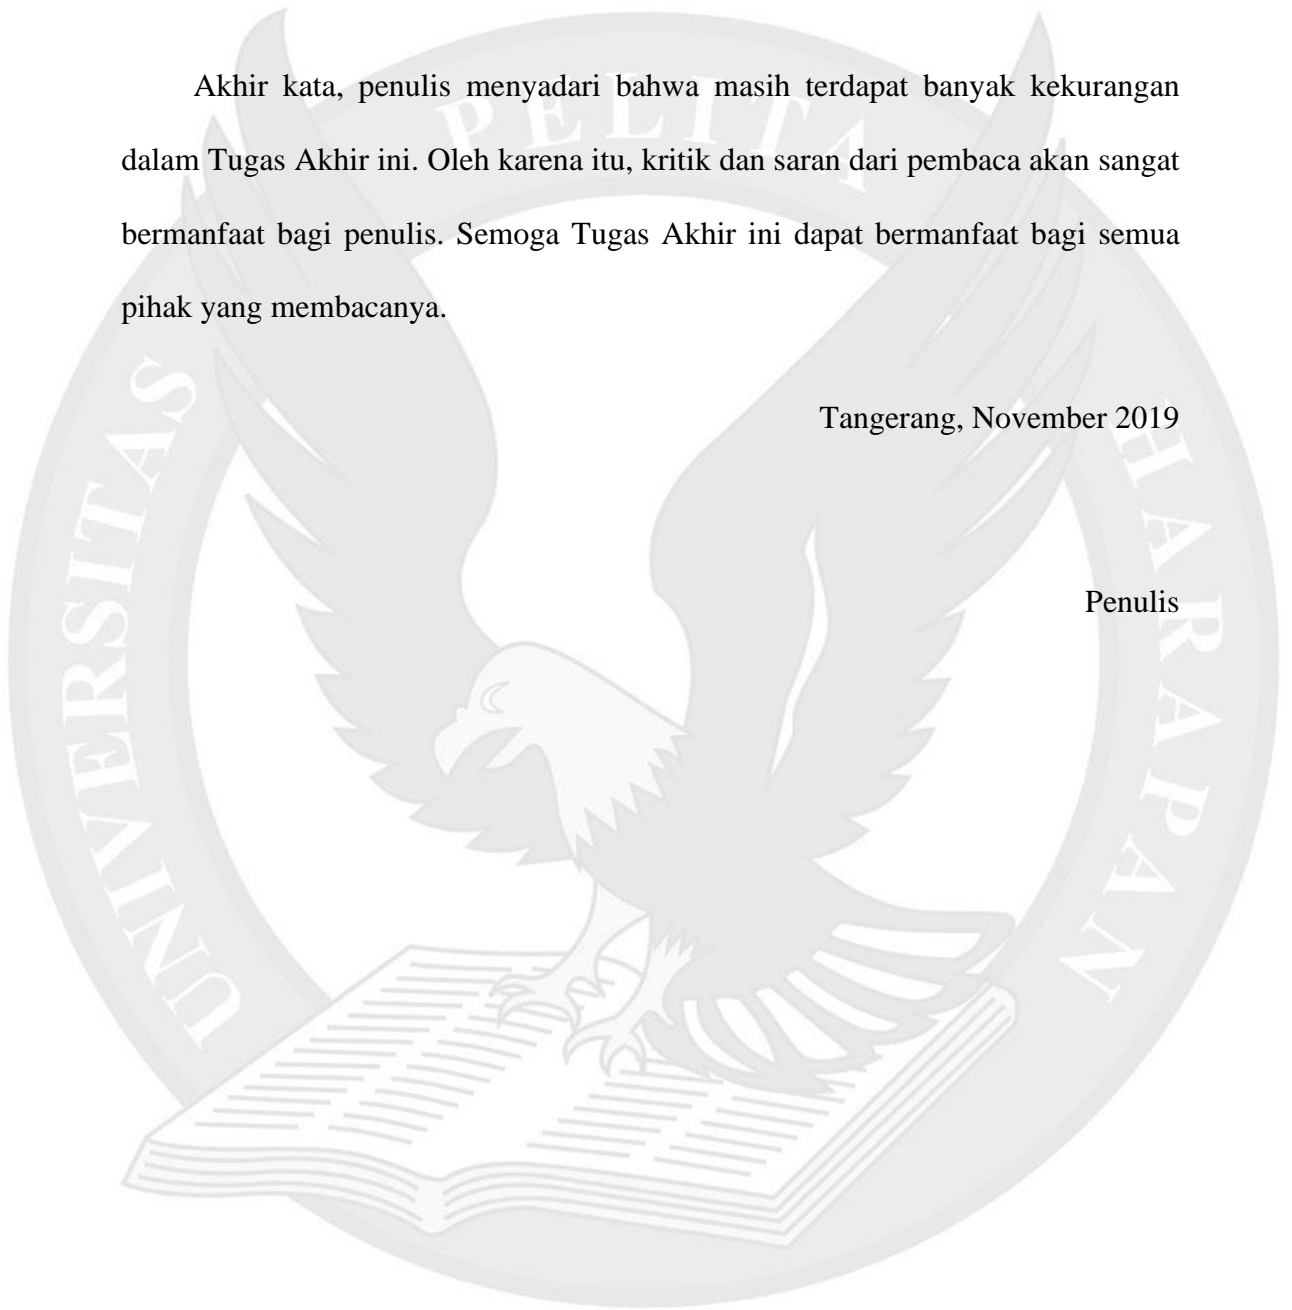 Akhir kata, penulis menyadari bahwa masih terdapat banyak kekurangan
dalam Tugas Akhir ini. Oleh karena itu, kritik dan saran dari pembaca akan sangat
bermanfaat bagi penulis. Semoga Tugas Akhir ini dapat bermanfaat bagi semua
pihak yang membacanya.
Tangerang, November 2019
Penulis
UNIVERSITAS PELITA HARAPAN